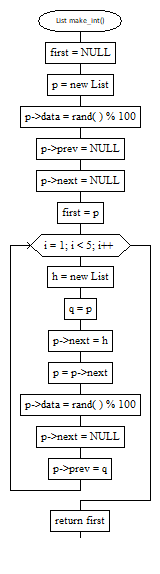 List make_int()
first = NULL
p = new List
p->data = rand( ) % 100
p->prev = NULL
p->next = NULL
first = p
i = 1; i < 5; i++
h = new List
q = p
p->next = h
p = p->next
p->data = rand( ) % 100
p->next = NULL
p->prev = q
return first